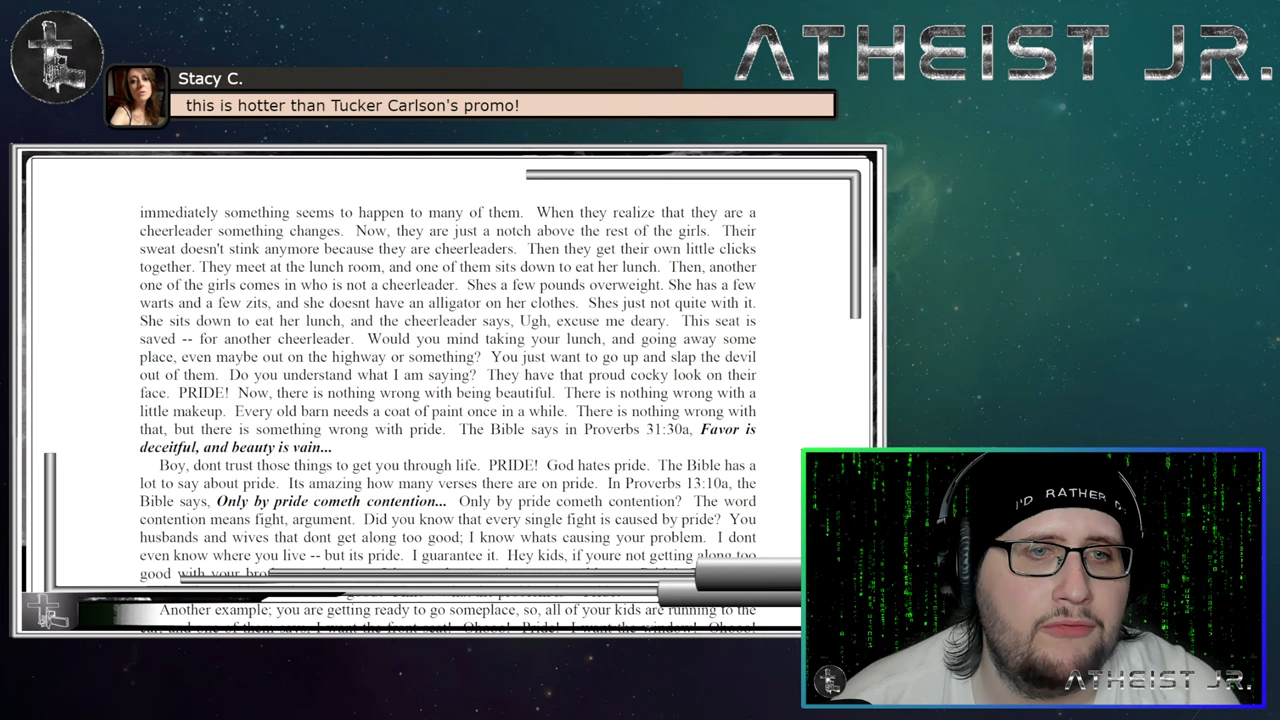 ATHEIST JR.
Stacy C.
this is hotter than Tucker Carlson's promo!
immediately something seems to happen to many of them. When they realize that they are a
cheerleader something changes. Now, they are just a notch above the rest of the girls. Their
sweat doesn't stink anymore because they are cheerleaders. Then they get their own little clicks
together. They meet at the lunch room, and one of them sits down to eat her lunch. Then, another
one of the girls comes in who is not a cheerleader. Shes a few pounds overweight. She has a few
warts and a few zits, and she doesnt have an alligator on her clothes. Shes just not quite with it.
She sits down to eat her lunch, and the cheerleader says, Ugh, excuse me deary. This seat is
saved -- for another cheerleader. Would you mind taking your lunch, and going away some
place, even maybe out on the highway or something? You just want to go up and slap the devil
out of them. Do you understand what I am saying? They have that proud cocky look on their
face. PRIDE! Now, there is nothing wrong with being beautiful. There is nothing wrong with a
little makeup. Every old barn needs a coat of paint once in a while. There is nothing wrong with
that, but there is something wrong with pride. The Bible says in Proverbs 31:30a, Favor is
deceitful, and beauty is vain...
Boy, dont trust those things to get you through life. PRIDE! God hates pride. The Bible has a
lot to say about pride. Its amazing how many verses there are on pride. In Proverbs 13:10a, the
Bible says, Only by pride cometh contention... Only by pride cometh contention? The word
contention means fight, argument. Did you know that every single fight is caused by pride? You
husbands and wives that dont get along too good; I know whats causing your problem. I dont
even know where you live -- but its pride. I guarantee it. Hey kids, if youre not getting along too
good with your
Another example; you are getting ready to go someplace, so, all of your kids are running to the
I'D RATHER
ATHEIST JR.